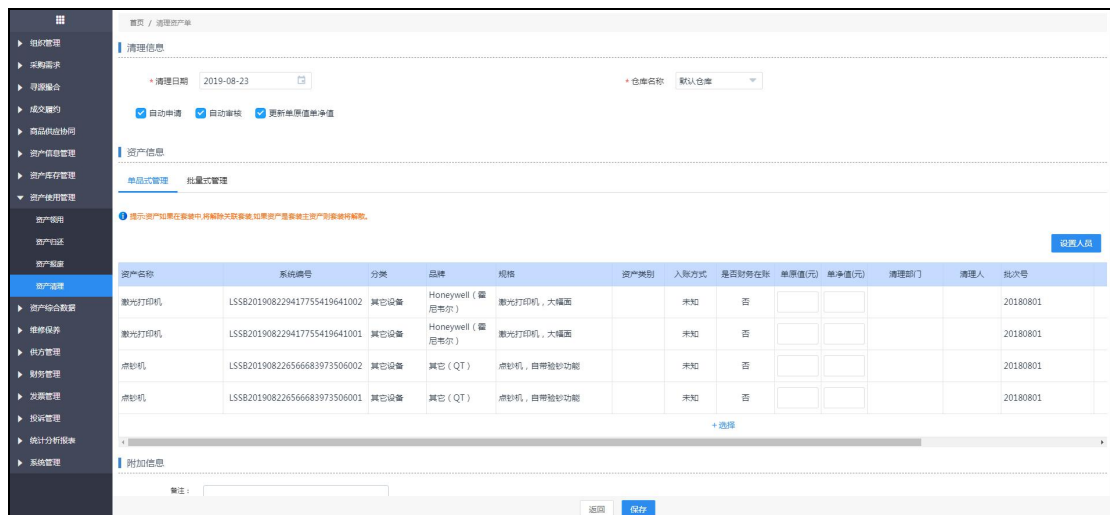 首页 / 清理资产单
组织管理
采购需求
寻源报价
成交履约
商品供应协同
资产信息管理
资产库存管理
资产使用管理
资产领用
资产归还
资产报废
资产清理
资产综合数据
维修保养
供方管理
财务管理
发票管理
投诉管理
统计分析报表
系统管理
清理信息
* 清理日期 2019-08-23 * 仓库名称 默认仓库
自动申请 自动审核 更新单原值单净值
资产信息
单品式管理 批量式管理
提示:资产如果在套装中,将解除关联套装;如果资产是套装主资产则套装将解散。
设置人员
资产名称 系统编号 分类 品牌 规格 资产类别 入账方式 是否财务在账 单原值(元) 单净值(元) 清理部门 清理人 批次号
激光打印机 LSSB201908229417755419641002 其它设备 Honeywell（霍尼韦尔） 激光打印机，大幅面 未知 否 20180801
激光打印机 LSSB201908229417755419641001 其它设备 Honeywell（霍尼韦尔） 激光打印机，大幅面 未知 否 20180801
点钞机 LSSB201908226566683973506002 其它设备 其它（QT） 点钞机，自带验钞功能 未知 否 20180801
点钞机 LSSB201908226566683973506001 其它设备 其它（QT） 点钞机，自带验钞功能 未知 否 20180801
+ 选择
附加信息
备注：
返回 保存